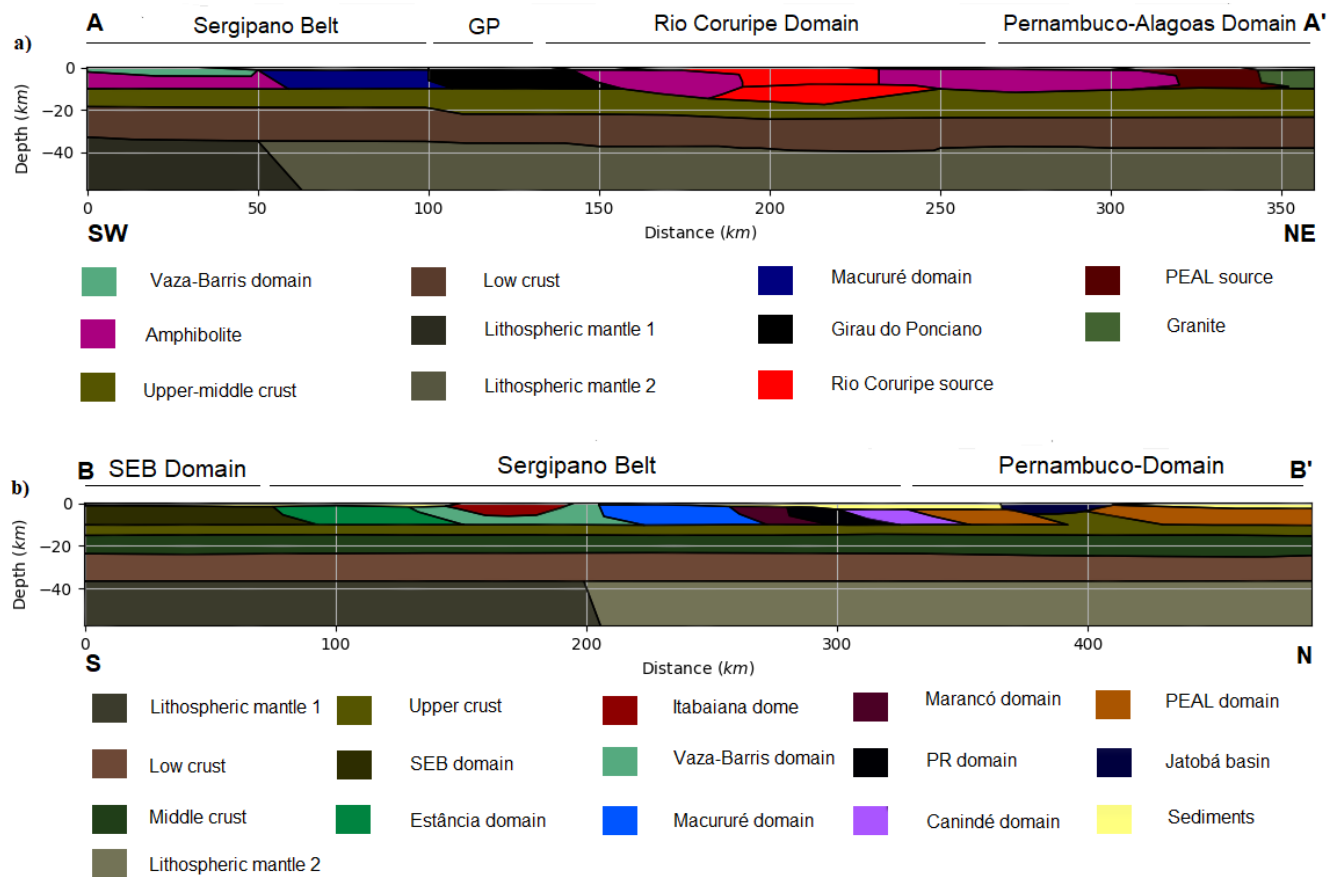 A Sergipano Belt GP Rio Coruripe Domain Pernambuco-Alagoas Domain A'
a)
0
−20
−40
Depth (km)
0 50 100 150 200 250 300 350
SW Distance (km) NE
Vaza-Barris domain Low crust Macururé domain PEAL source
Amphibolite Lithospheric mantle 1 Girau do Ponciano Granite
Upper-middle crust Lithospheric mantle 2 Rio Coruripe source
B SEB Domain Sergipano Belt Pernambuco-Domain B'
b)
0
−20
−40
Depth (km)
0 100 200 300 400
S Distance (km) N
Lithospheric mantle 1 Upper crust Itabaiana dome Marancó domain PEAL domain
Low crust SEB domain Vaza-Barris domain PR domain Jatobá basin
Middle crust Estância domain Macururé domain Canindé domain Sediments
Lithospheric mantle 2